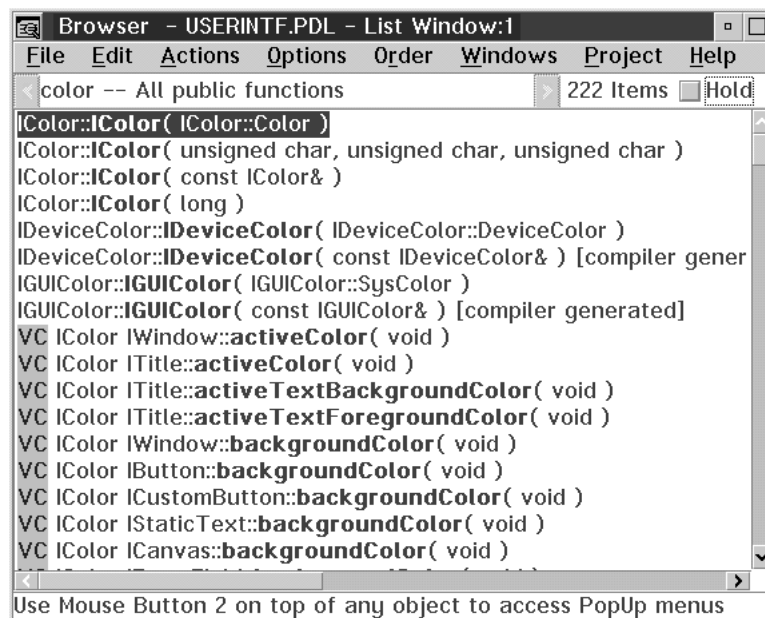 Browser - USERINTF.PDL - List Window:1
File Edit Actions Options Order Windows Project Help
color -- All public functions 222 Items Hold
IColor::IColor( IColor::Color )
IColor::IColor( unsigned char, unsigned char, unsigned char )
IColor::IColor( const IColor& )
IColor::IColor( long )
IDeviceColor::IDeviceColor( IDeviceColor::DeviceColor )
IDeviceColor::IDeviceColor( const IDeviceColor& ) [compiler gener
IGUIColor::IGUIColor( IGUIColor::SysColor )
IGUIColor::IGUIColor( const IGUIColor& ) [compiler generated]
VC IColor IWindow::activeColor( void )
VC IColor ITitle::activeColor( void )
VC IColor ITitle::activeTextBackgroundColor( void )
VC IColor ITitle::activeTextForegroundColor( void )
VC IColor IWindow::backgroundColor( void )
VC IColor IButton::backgroundColor( void )
VC IColor ICustomButton::backgroundColor( void )
VC IColor IStaticText::backgroundColor( void )
VC IColor ICanvas::backgroundColor( void )
Use Mouse Button 2 on top of any object to access PopUp menus